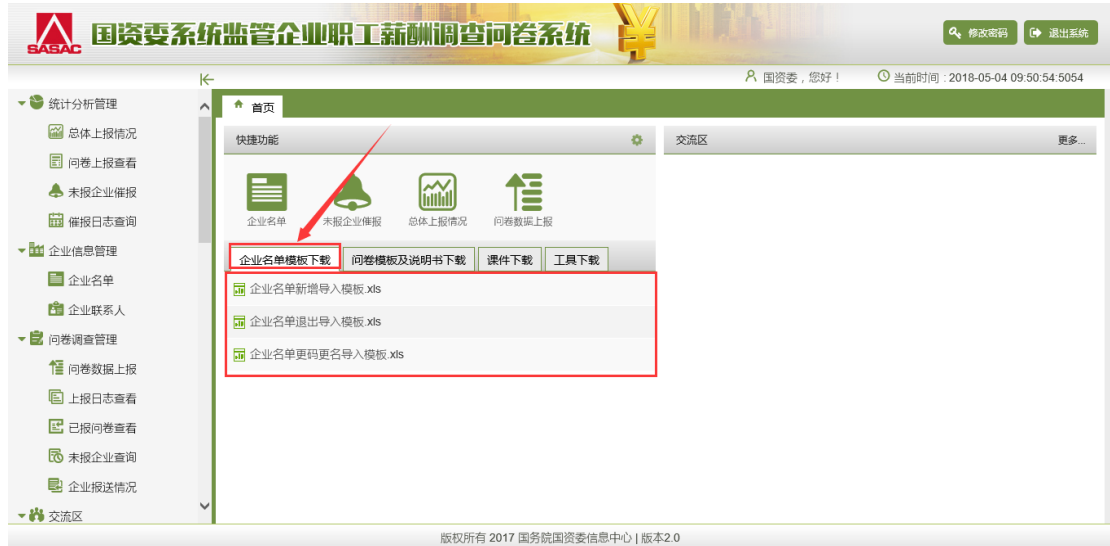 SASAC
国资委系统监管企业职工薪酬调查问卷系统
修改密码
退出系统
国资委，您好！
当前时间：2018-05-04 09:50:54:5054
统计分析管理
总体上报情况
问卷上报查看
未报企业催报
催报日志查询
企业信息管理
企业名单
企业联系人
问卷调查管理
问卷数据上报
上报日志查看
已报问卷查看
未报企业查询
企业报送情况
交流区
首页
快捷功能
企业名单
未报企业催报
总体上报情况
问卷数据上报
企业名单模板下载
问卷模板及说明书下载
课件下载
工具下载
企业名单新增导入模板.xls
企业名单退出导入模板.xls
企业名单更码更名导入模板.xls
交流区
更多...
版权所有 2017 国务院国资委信息中心 | 版本2.0